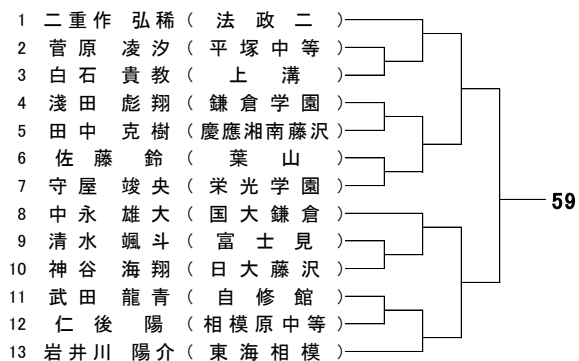 1 二重作 弘稀 ( 法 政 二 )
2 菅 原 凌 汐 ( 平 塚 中 等 )
3 白 石 貴 教 ( 上 溝 )
4 淺 田 彪 翔 ( 鎌 倉 学 園 )
5 田 中 克 樹 ( 慶應湘南藤沢 )
6 佐 藤 鈴 ( 葉 山 )
7 守 屋 竣 央 ( 栄 光 学 園 )
8 中 永 雄 大 ( 国 大 鎌 倉 )
9 清 水 颯 斗 ( 富 士 見 )
10 神 谷 海 翔 ( 日 大 藤 沢 )
11 武 田 龍 青 ( 自 修 館 )
12 仁 後 陽 ( 相 模 原 中 等 )
13 岩井川 陽介 ( 東 海 相 模 )
59